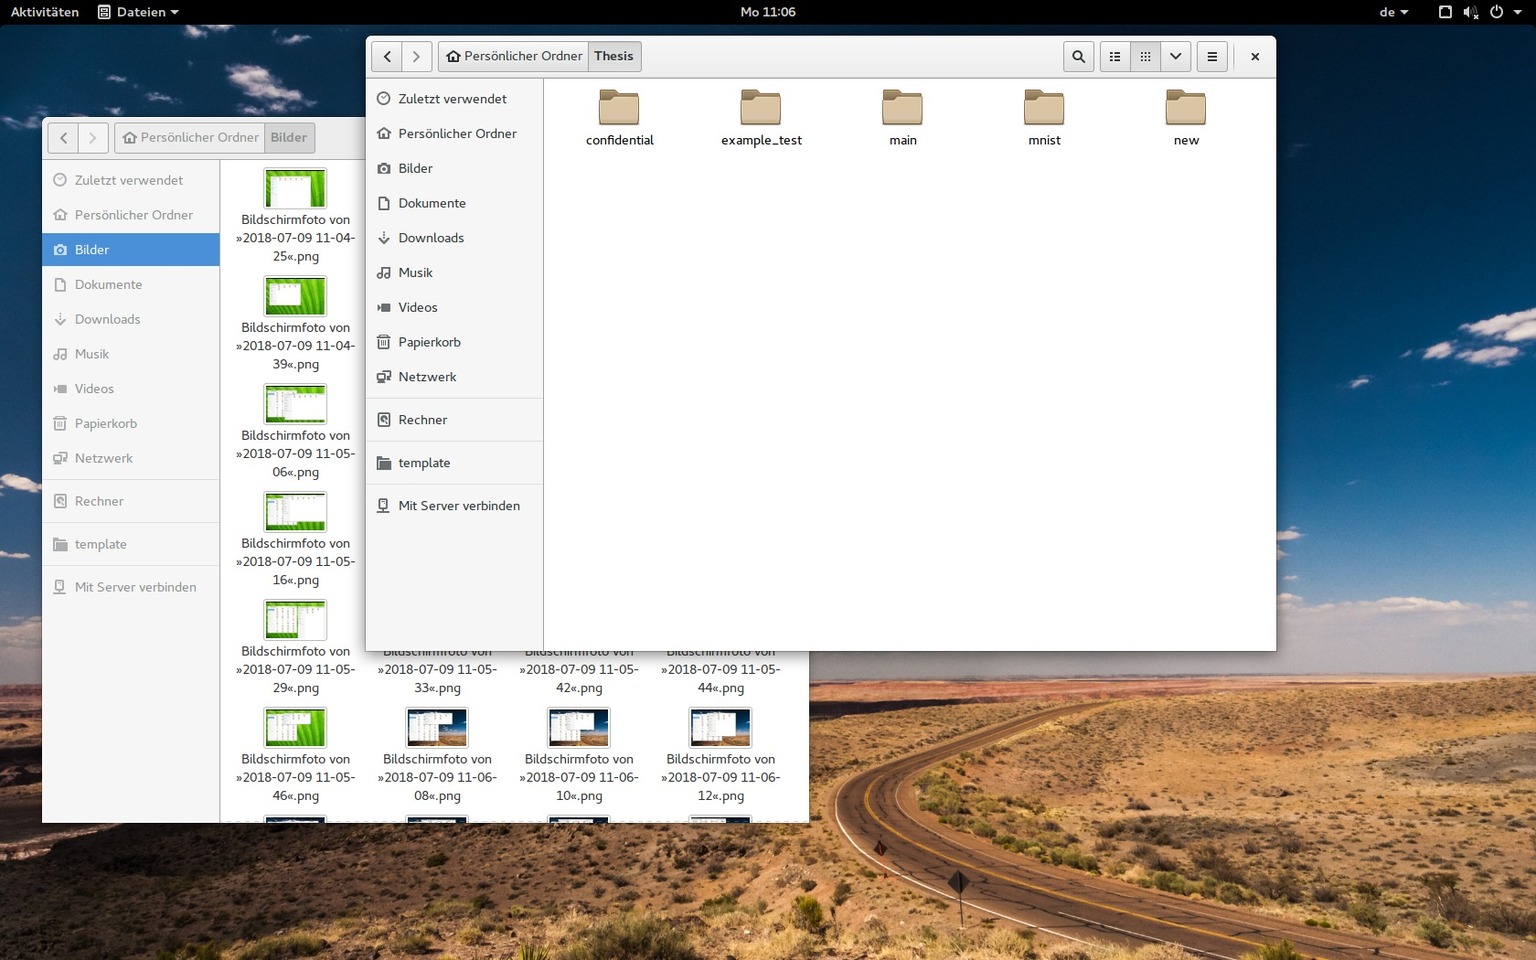 Aktivitäten Dateien Mo 11:06 de
Persönlicher Ordner Thesis
Zuletzt verwendet
Persönlicher Ordner
Bilder
Dokumente
Downloads
Musik
Videos
Papierkorb
Netzwerk
Rechner
template
Mit Server verbinden
confidential example_test main mnist new
Persönlicher Ordner Bilder
Zuletzt verwendet
Persönlicher Ordner
Bilder
Dokumente
Downloads
Musik
Videos
Papierkorb
Netzwerk
Rechner
template
Mit Server verbinden
Bildschirmfoto von
»2018-07-09 11-04-
25«.png
Bildschirmfoto von
»2018-07-09 11-04-
39«.png
Bildschirmfoto von
»2018-07-09 11-05-
06«.png
Bildschirmfoto von
»2018-07-09 11-05-
16«.png
Bildschirmfoto von
»2018-07-09 11-05-
29«.png
Bildschirmfoto von
»2018-07-09 11-05-
33«.png
Bildschirmfoto von
»2018-07-09 11-05-
42«.png
Bildschirmfoto von
»2018-07-09 11-05-
44«.png
Bildschirmfoto von
»2018-07-09 11-05-
46«.png
Bildschirmfoto von
»2018-07-09 11-06-
08«.png
Bildschirmfoto von
»2018-07-09 11-06-
10«.png
Bildschirmfoto von
»2018-07-09 11-06-
12«.png